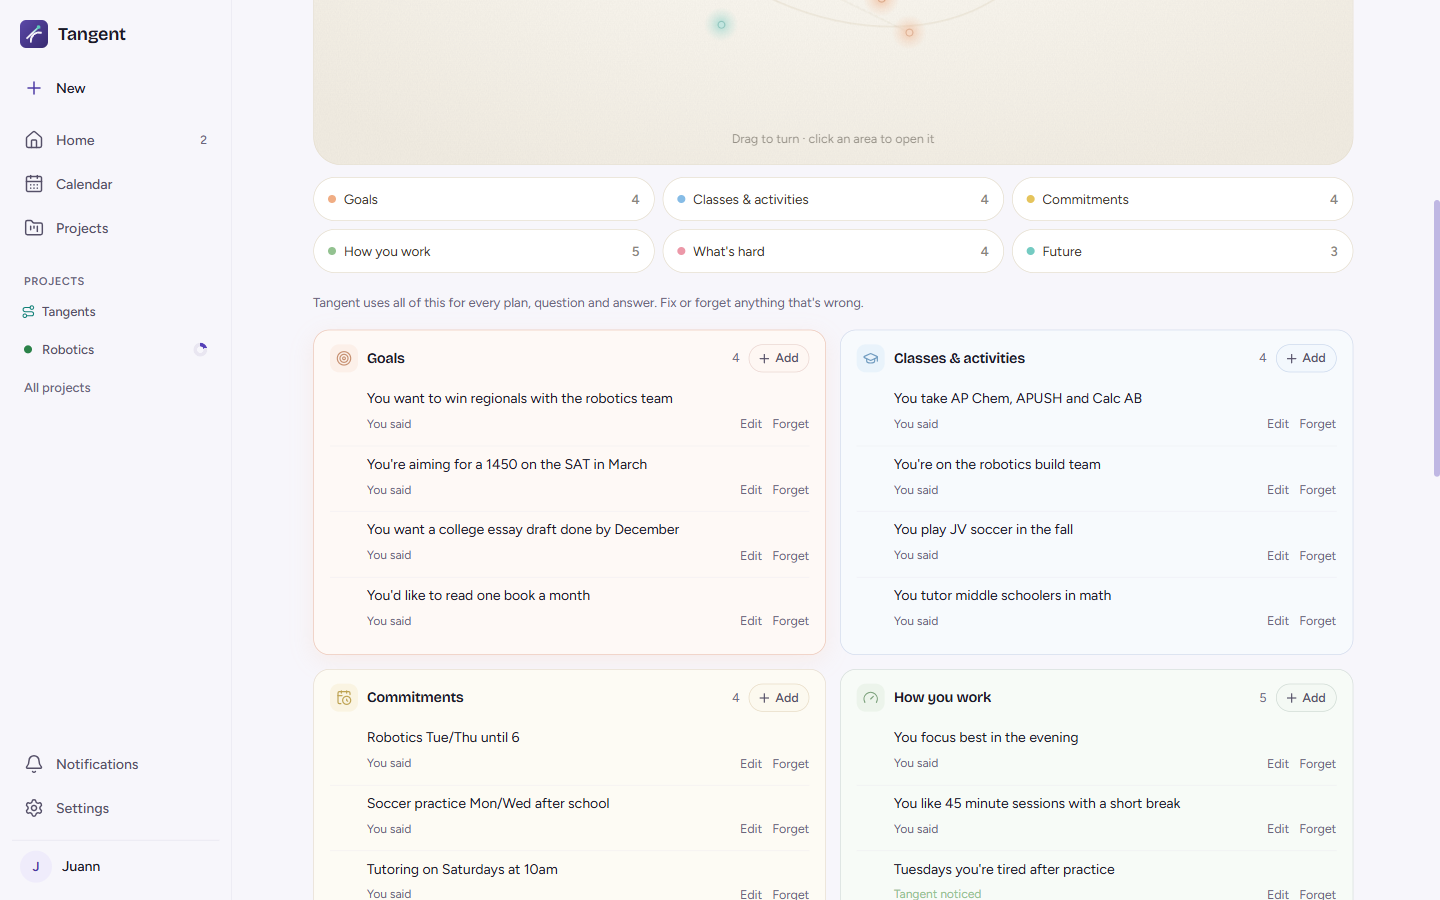 Tangent
New
Home 2
Calendar
Projects
PROJECTS
Tangents
Robotics
All projects
Notifications
Settings
J Juann
Drag to turn · click an area to open it
Goals 4
Classes & activities 4
Commitments 4
How you work 5
What's hard 4
Future 3
Tangent uses all of this for every plan, question and answer. Fix or forget anything that's wrong.
Goals 4 + Add
You want to win regionals with the robotics team
You said Edit Forget
You're aiming for a 1450 on the SAT in March
You said Edit Forget
You want a college essay draft done by December
You said Edit Forget
You'd like to read one book a month
You said Edit Forget
Classes & activities 4 + Add
You take AP Chem, APUSH and Calc AB
You said Edit Forget
You're on the robotics build team
You said Edit Forget
You play JV soccer in the fall
You said Edit Forget
You tutor middle schoolers in math
You said Edit Forget
Commitments 4 + Add
Robotics Tue/Thu until 6
You said Edit Forget
Soccer practice Mon/Wed after school
You said Edit Forget
Tutoring on Saturdays at 10am
You said Edit Forget
How you work 5 + Add
You focus best in the evening
You said Edit Forget
You like 45 minute sessions with a short break
You said Edit Forget
Tuesdays you're tired after practice
Tangent noticed Edit Forget